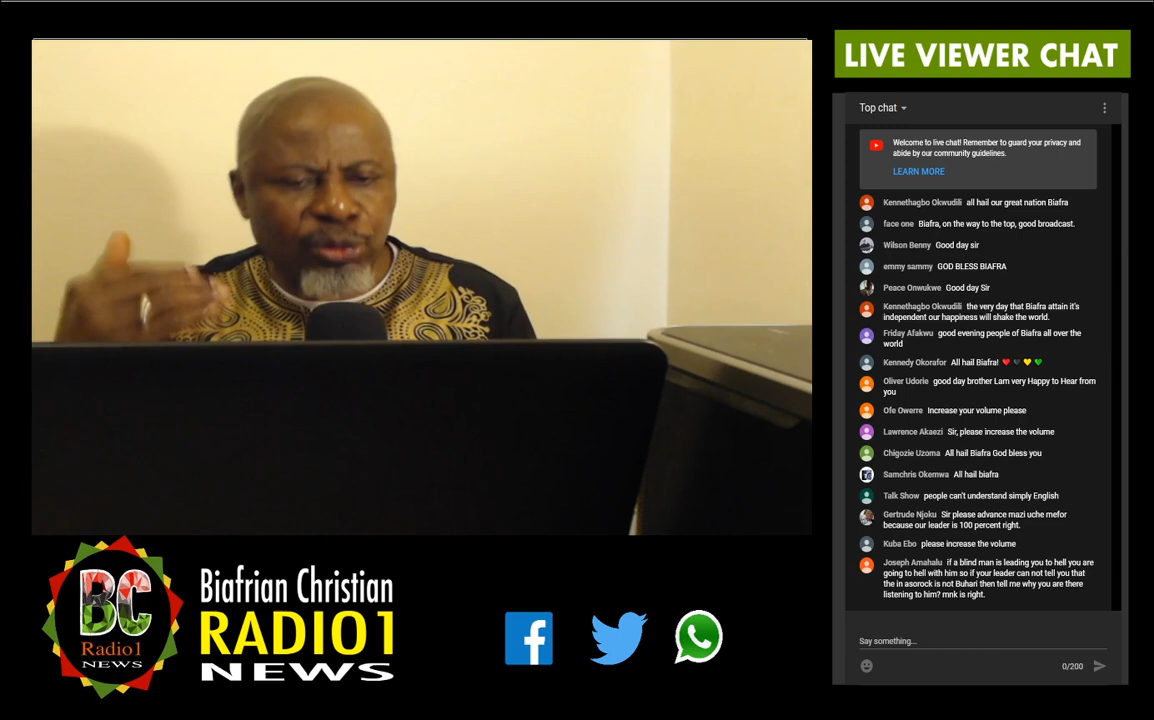 LIVE VIEWER CHAT
Top chat
Welcome to live chat! Remember to guard your privacy and
abide by our community guidelines.
LEARN MORE
Kennethagbo Okwudili all hail our great nation Biafra
face one Biafra, on the way to the top, good broadcast.
Wilson Benny Good day sir
emmy sammy GOD BLESS BIAFRA
Peace Onwukwe Good day Sir
Kennethagbo Okwudili the very day that Biafra attain it's
independent our happiness will shake the world.
Friday Afakwu good evening people of Biafra all over the
world
Kennedy Okorafor All hail Biafra! ❤️🖤💛💚
Oliver Udorie good day brother Lam very Happy to Hear from
you
Ofe Owerre Increase your volume please
Lawrence Akaezi Sir, please increase the volume
Chigozie Uzoma All hail Biafra God bless you
Samchris Okemwa All hail biafra
Talk Show people can't understand simply English
Gertrude Njoku Sir please advance mazi uche mefor
because our leader is 100 percent right.
Kuba Ebo please increase the volume
Joseph Amahalu if a blind man is leading you to hell you are
going to hell with him so if your leader can not tell you that
the in asorock is not Buhari then tell me why you are there
listening to him? mnk is right.
Say something...
0/200
BC
Radio1
NEWS
Biafrian Christian
RADIO1
NEWS